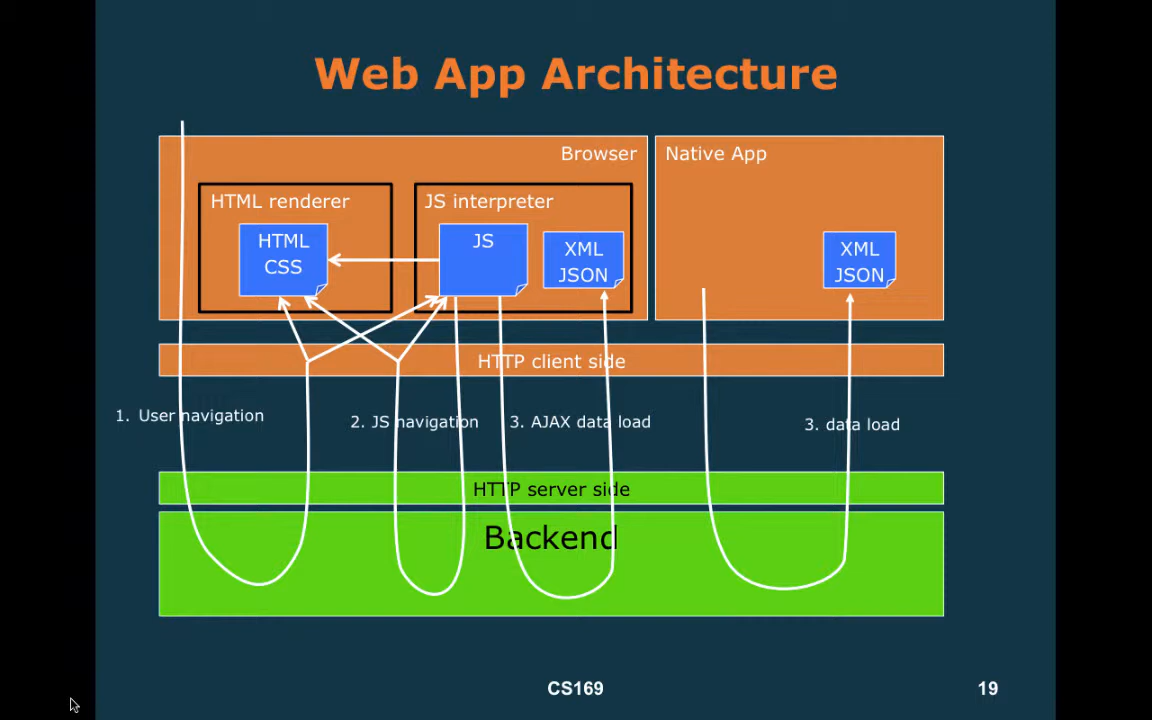 Web App Architecture
Browser
Native App
HTML renderer
JS interpreter
HTML
CSS
JS
XML
JSON
XML
JSON
HTTP client side
1. User navigation
2. JS navigation
3. AJAX data load
3. data load
HTTP server side
Backend
CS169
19